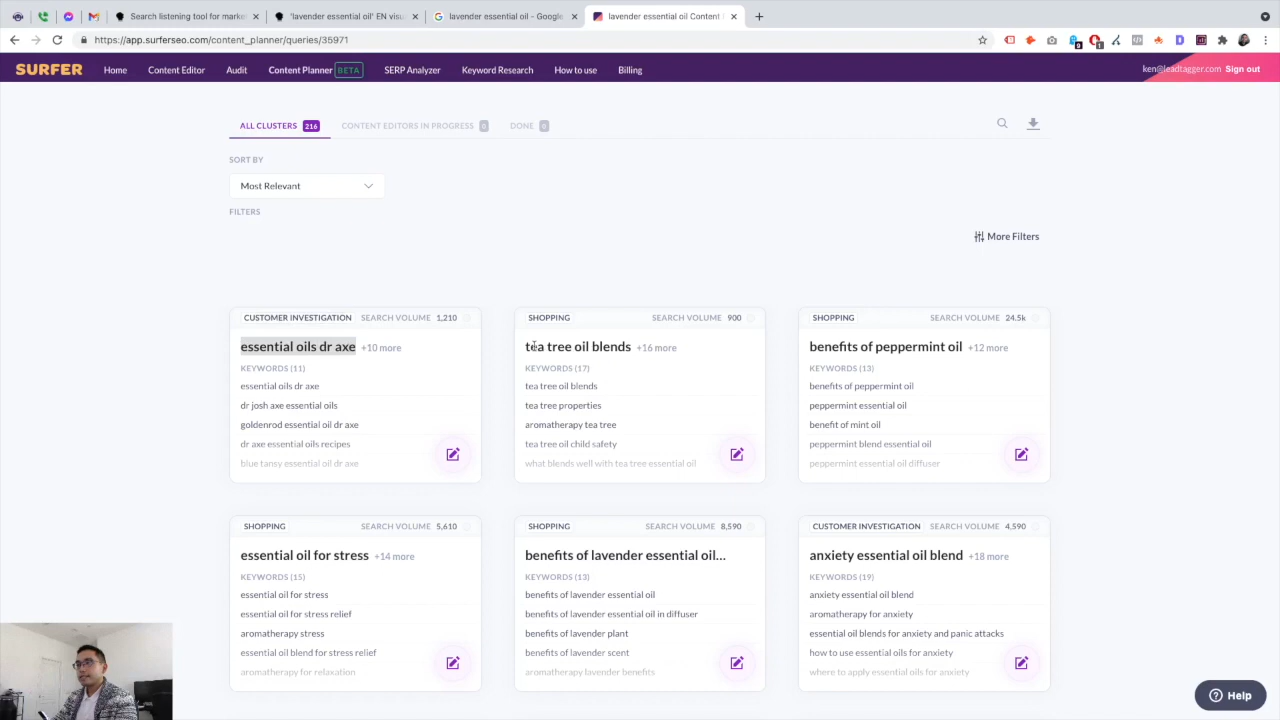 Search listening tool for marke
'lavender essential oil' EN visu
lavender essential oil - Google
lavender essential oil Content
https://app.surferseo.com/content_planner/queries/35971
SURFER
Home
Content Editor
Audit
Content Planner BETA
SERP Analyzer
Keyword Research
How to use
Billing
ken@leadtagger.com Sign out
ALL CLUSTERS 216
CONTENT EDITORS IN PROGRESS 0
DONE 0
SORT BY
Most Relevant
FILTERS
More Filters
CUSTOMER INVESTIGATION SEARCH VOLUME 1,210
essential oils dr axe +10 more
KEYWORDS (11)
essential oils dr axe
dr josh axe essential oils
goldenrod essential oil dr axe
dr axe essential oils recipes
blue tansy essential oil dr axe
SHOPPING SEARCH VOLUME 900
tea tree oil blends +16 more
KEYWORDS (17)
tea tree oil blends
tea tree properties
aromatherapy tea tree
tea tree oil child safety
what blends well with tea tree essential oil
SHOPPING SEARCH VOLUME 24.5k
benefits of peppermint oil +12 more
KEYWORDS (13)
benefits of peppermint oil
peppermint essential oil
benefit of mint oil
peppermint blend essential oil
peppermint essential oil diffuser
SHOPPING SEARCH VOLUME 5,610
essential oil for stress +14 more
KEYWORDS (15)
essential oil for stress
essential oil for stress relief
aromatherapy stress
essential oil blend for stress relief
aromatherapy for relaxation
SHOPPING SEARCH VOLUME 8,590
benefits of lavender essential oil...
KEYWORDS (13)
benefits of lavender essential oil
benefits of lavender essential oil in diffuser
benefits of lavender plant
benefits of lavender scent
aromatherapy lavender benefits
CUSTOMER INVESTIGATION SEARCH VOLUME 4,590
anxiety essential oil blend +18 more
KEYWORDS (19)
anxiety essential oil blend
aromatherapy for anxiety
essential oil blends for anxiety and panic attacks
how to use essential oils for anxiety
where to apply essential oils for anxiety
Help